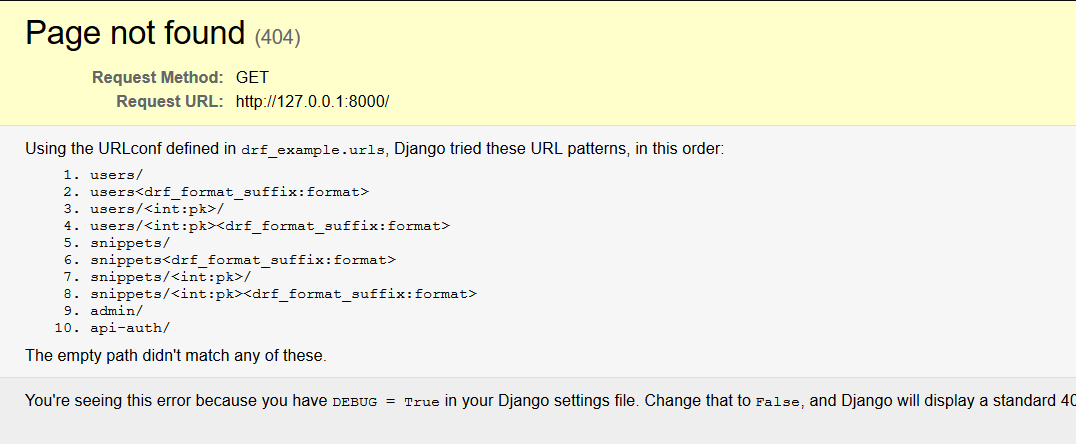 Page not found (404)
Request Method: GET
Request URL: http://127.0.0.1:8000/
Using the URLconf defined in drf_example.urls, Django tried these URL patterns, in this order:
1. users/
2. users<drf_format_suffix:format>
3. users/<int:pk>/
4. users/<int:pk><drf_format_suffix:format>
5. snippets/
6. snippets<drf_format_suffix:format>
7. snippets/<int:pk>/
8. snippets/<int:pk><drf_format_suffix:format>
9. admin/
10. api-auth/
The empty path didn't match any of these.
You're seeing this error because you have DEBUG = True in your Django settings file. Change that to False, and Django will display a standard 40